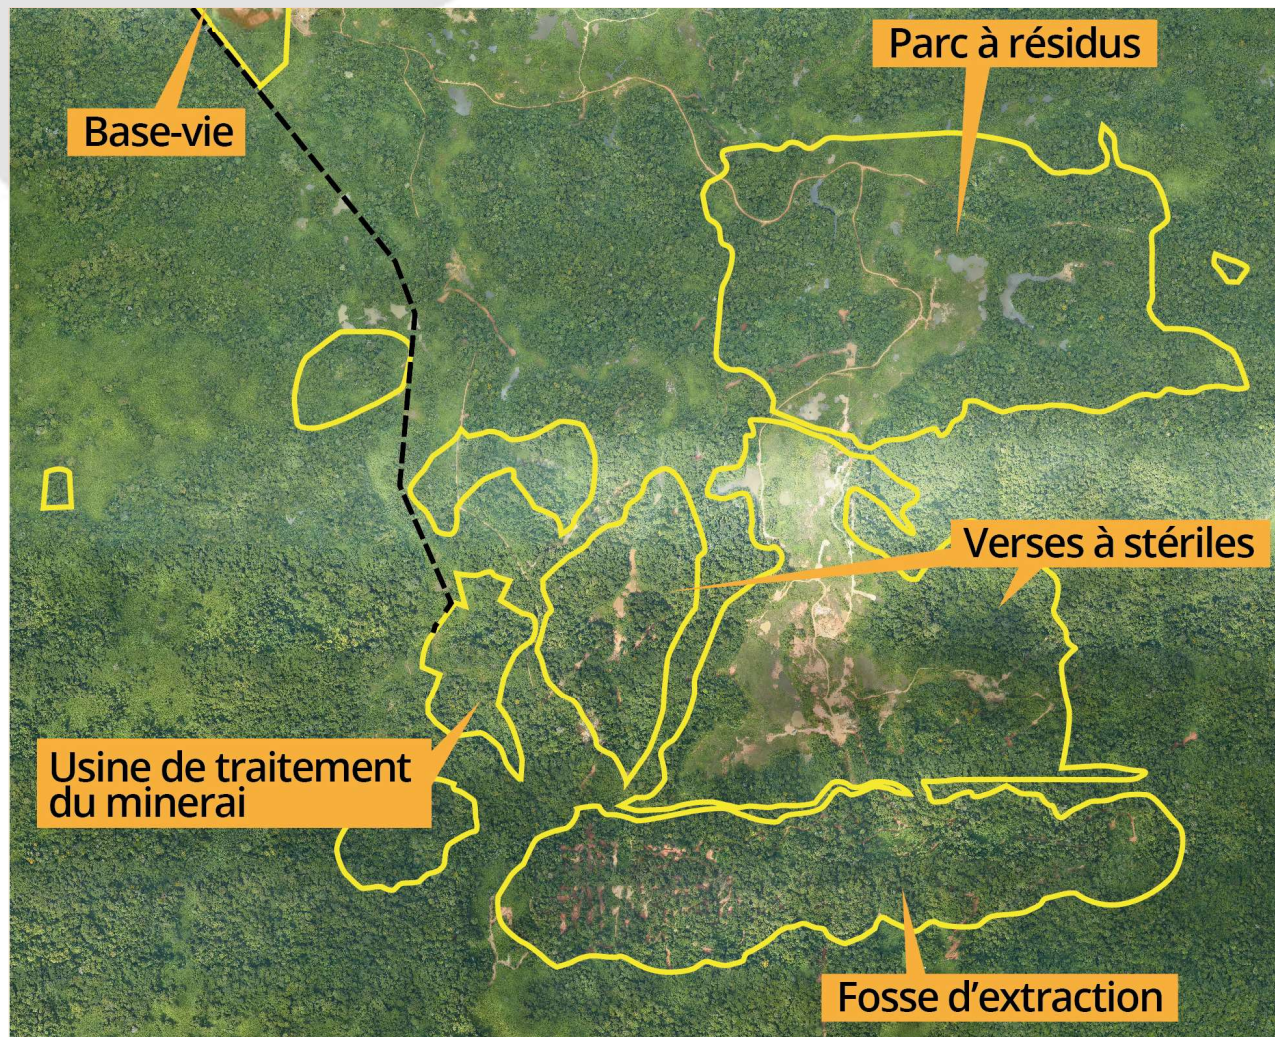 Parc à résidus
Base-vie
Verses à stériles
Usine de traitement
du minerai
Fosse d'extraction